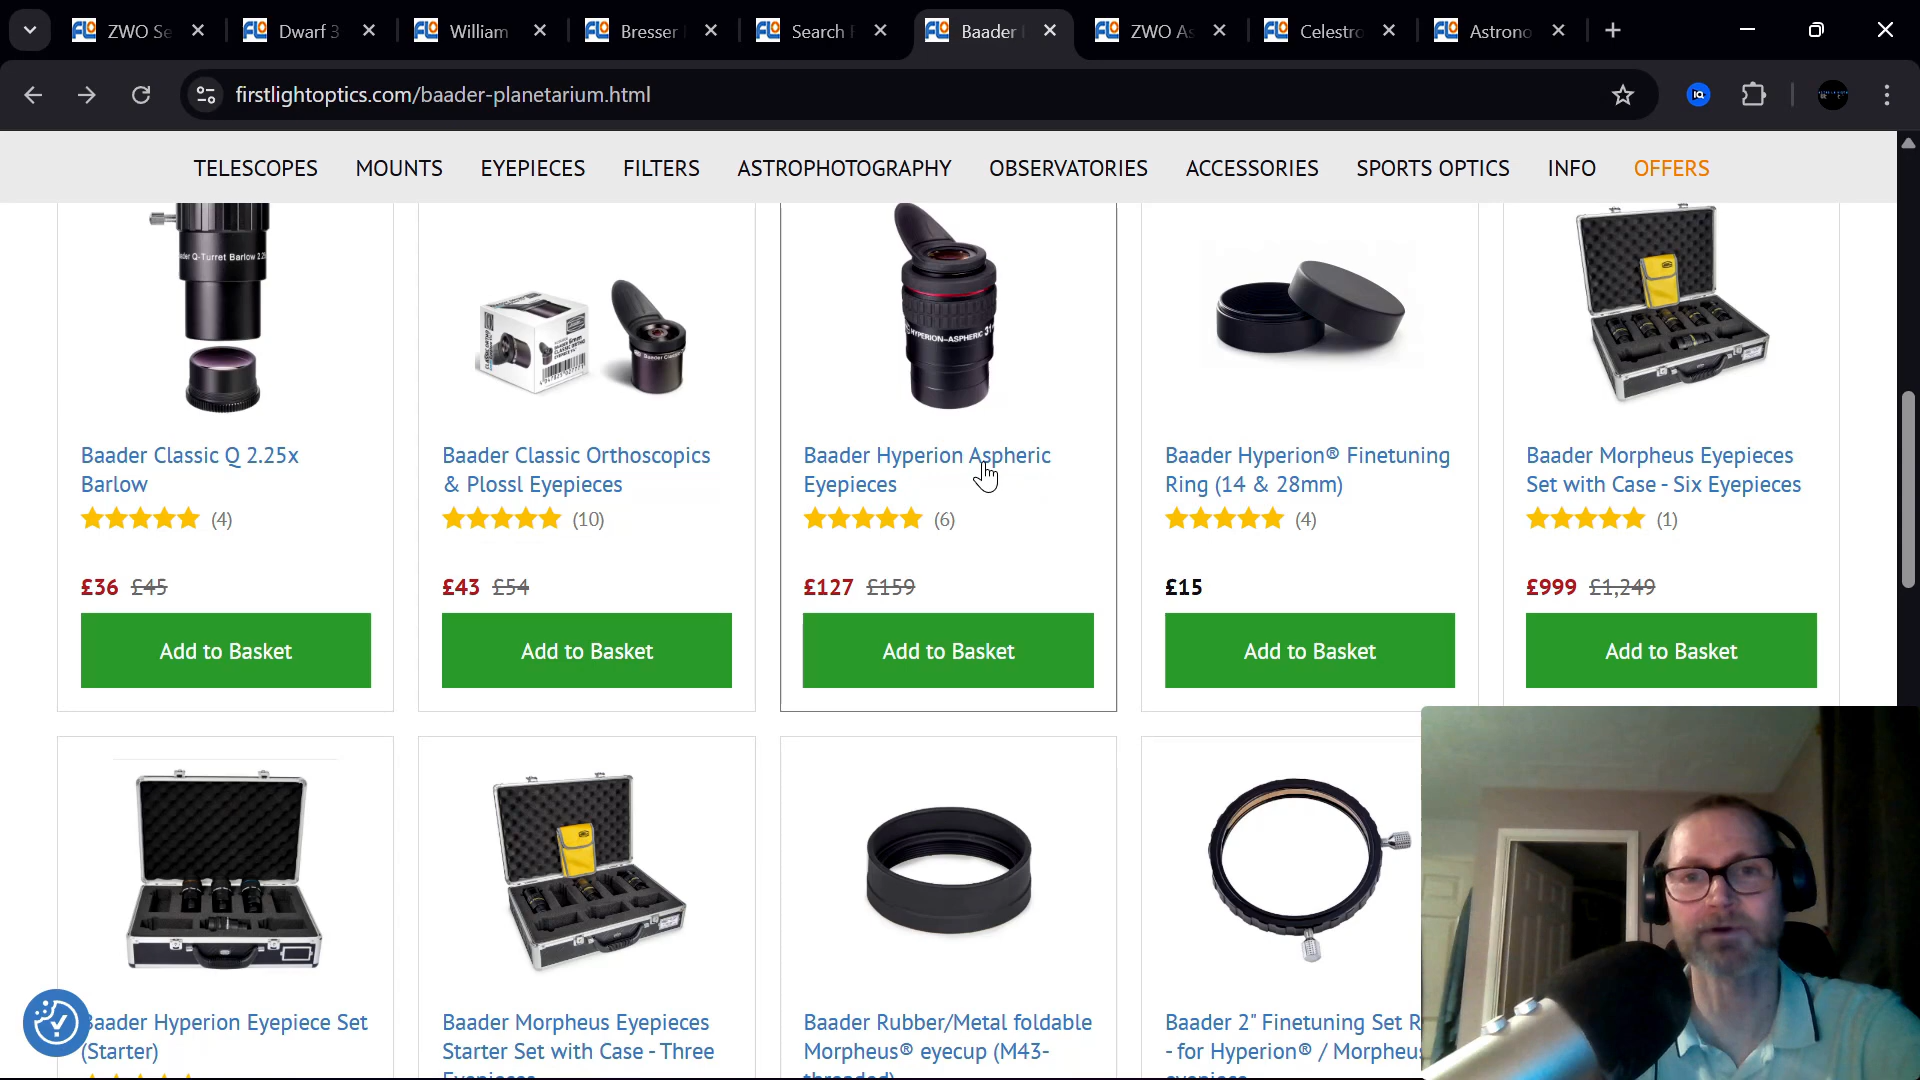 ZWO Se
Dwarf 3
William
Bresser
Search F
Baader
ZWO As
Celestro
Astrono
firstlightoptics.com/baader-planetarium.html
IQ
TELESCOPES MOUNTS EYEPIECES FILTERS ASTROPHOTOGRAPHY OBSERVATORIES ACCESSORIES SPORTS OPTICS INFO OFFERS
Baader Classic Q 2.25x
Barlow
(4)
£36 £45
Add to Basket
Baader Classic Orthoscopics
& Plossl Eyepieces
(10)
£43 £54
Add to Basket
HYPERION-ASPHERIC 31
Baader Hyperion Aspheric
Eyepieces
(6)
£127 £159
Add to Basket
Baader Hyperion® Finetuning
Ring (14 & 28mm)
(4)
£15
Add to Basket
Baader Morpheus Eyepieces
Set with Case - Six Eyepieces
(1)
£999 £1,249
Add to Basket
Baader Hyperion Eyepiece Set
(Starter)
Baader Morpheus Eyepieces
Starter Set with Case - Three
Eyepieces
Baader Rubber/Metal foldable
Morpheus® eyecup (M43-
threaded)
Baader 2" Finetuning Set R
- for Hyperion® / Morpheus